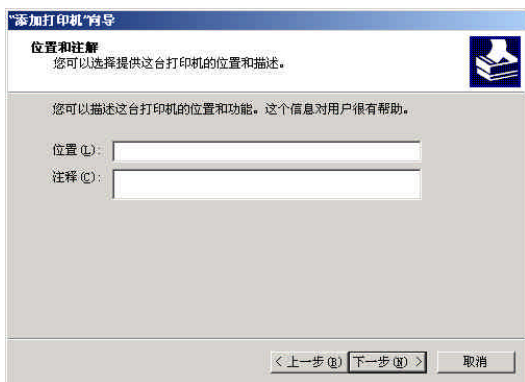 "添加打印机"向导
位置和注解
您可以选择提供这台打印机的位置和描述。
您可以描述这台打印机的位置和功能。这个信息对用户很有帮助。
位置(L):
注释(C):
< 上一步(B) 下一步(N) > 取消